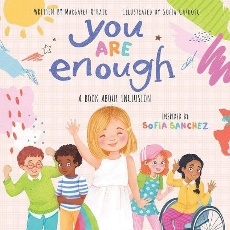 WRITTEN BY MARGARET O'HAIR ILLUSTRATED BY SOFIA CARDOSO
you
ARE
enough
A BOOK ABOUT INCLUSION
INSPIRED BY
SOFIA SANCHEZ